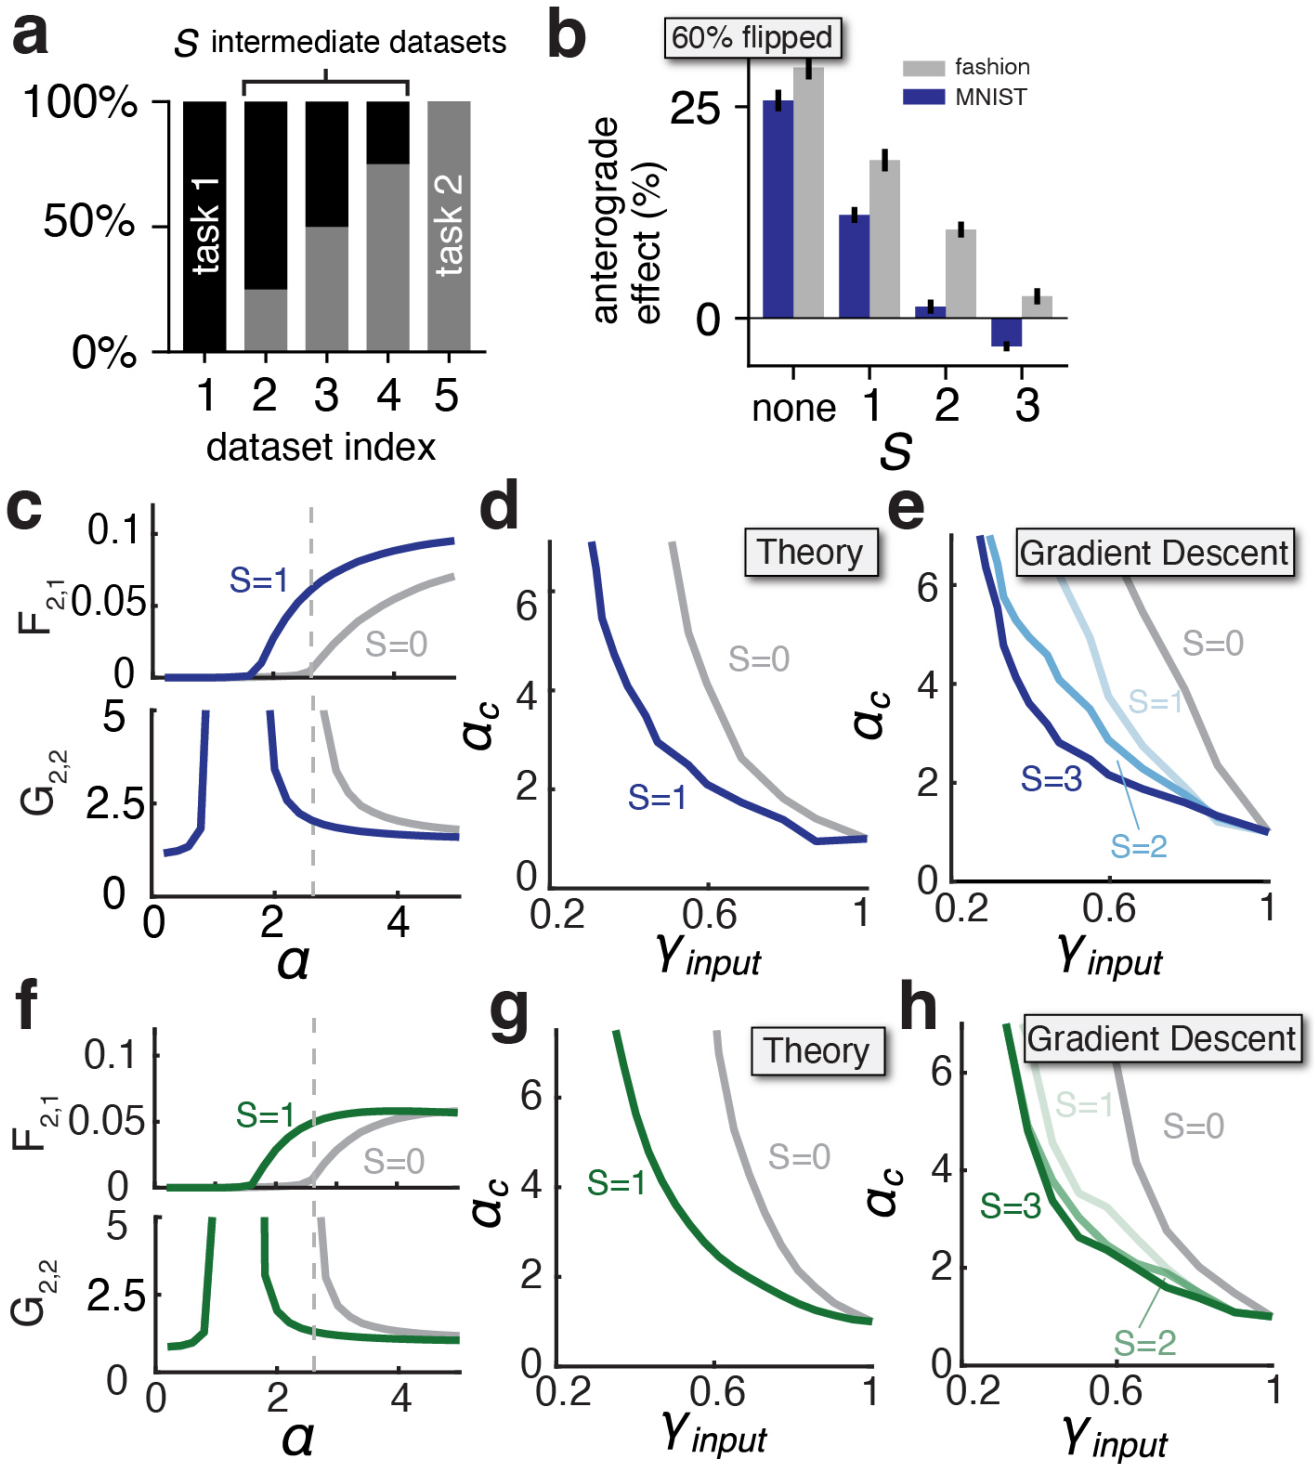 a
S intermediate datasets
100%
50%
0%
task 1
task 2
1 2 3 4 5
dataset index
b
60% flipped
fashion
MNIST
anterograde
effect (%)
25
0
none 1 2 3
S
c
F2,1
0.1
0.05
0
S=1
S=0
G2,2
5
2.5
0
0 2 4
α
d
Theory
αc
6
4
2
0
S=0
S=1
0.2 0.6 1
γinput
e
Gradient Descent
αc
6
4
2
0
S=0
S=1
S=3
S=2
0.2 0.6 1
γinput
f
F2,1
0.1
0.05
0
S=1
S=0
G2,2
5
2.5
0
0 2 4
α
g
Theory
αc
6
4
2
0
S=0
S=1
0.2 0.6 1
γinput
h
Gradient Descent
αc
6
4
2
0
S=1
S=0
S=3
S=2
0.2 0.6 1
γinput